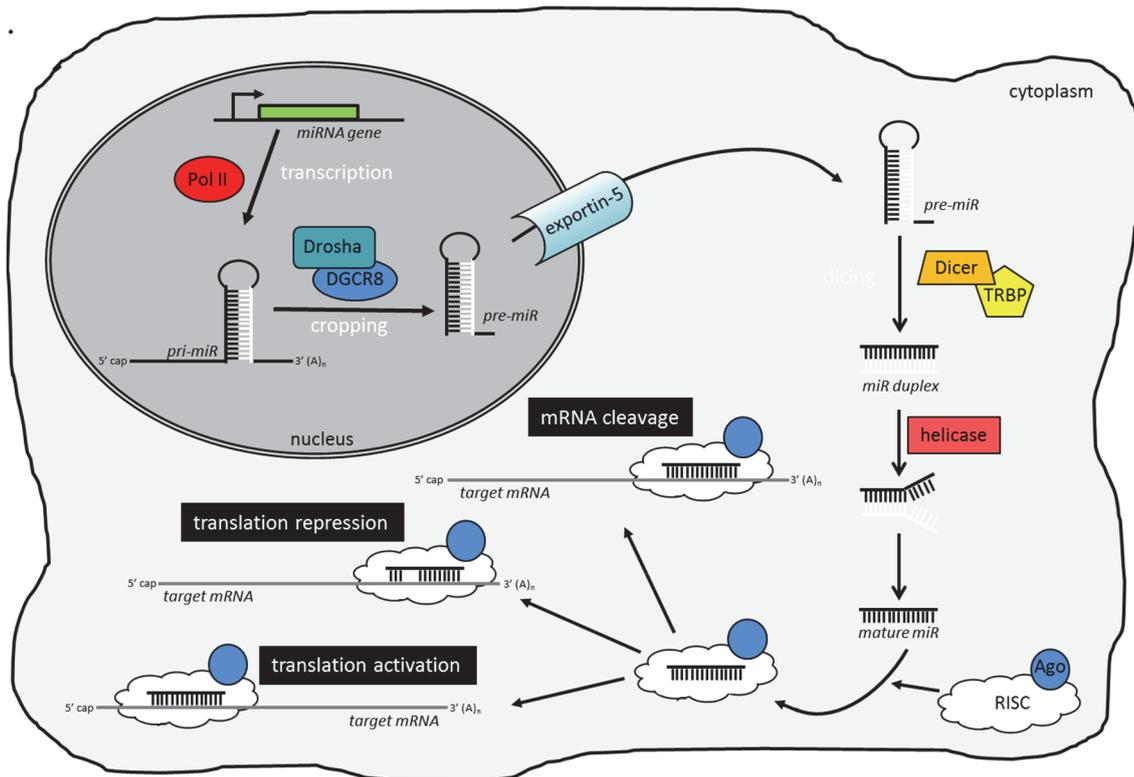 cytoplasm
miRNA gene
Pol II
transcription
Drosha
DGCR8
cropping
pri-miR
5' cap
3' (A)n
pre-miR
nucleus
exportin-5
pre-miR
dicing
Dicer
TRBP
miR duplex
helicase
mature miR
Ago
RISC
mRNA cleavage
5' cap
3' (A)n
target mRNA
translation repression
5' cap
3' (A)n
target mRNA
translation activation
5' cap
3' (A)n
target mRNA